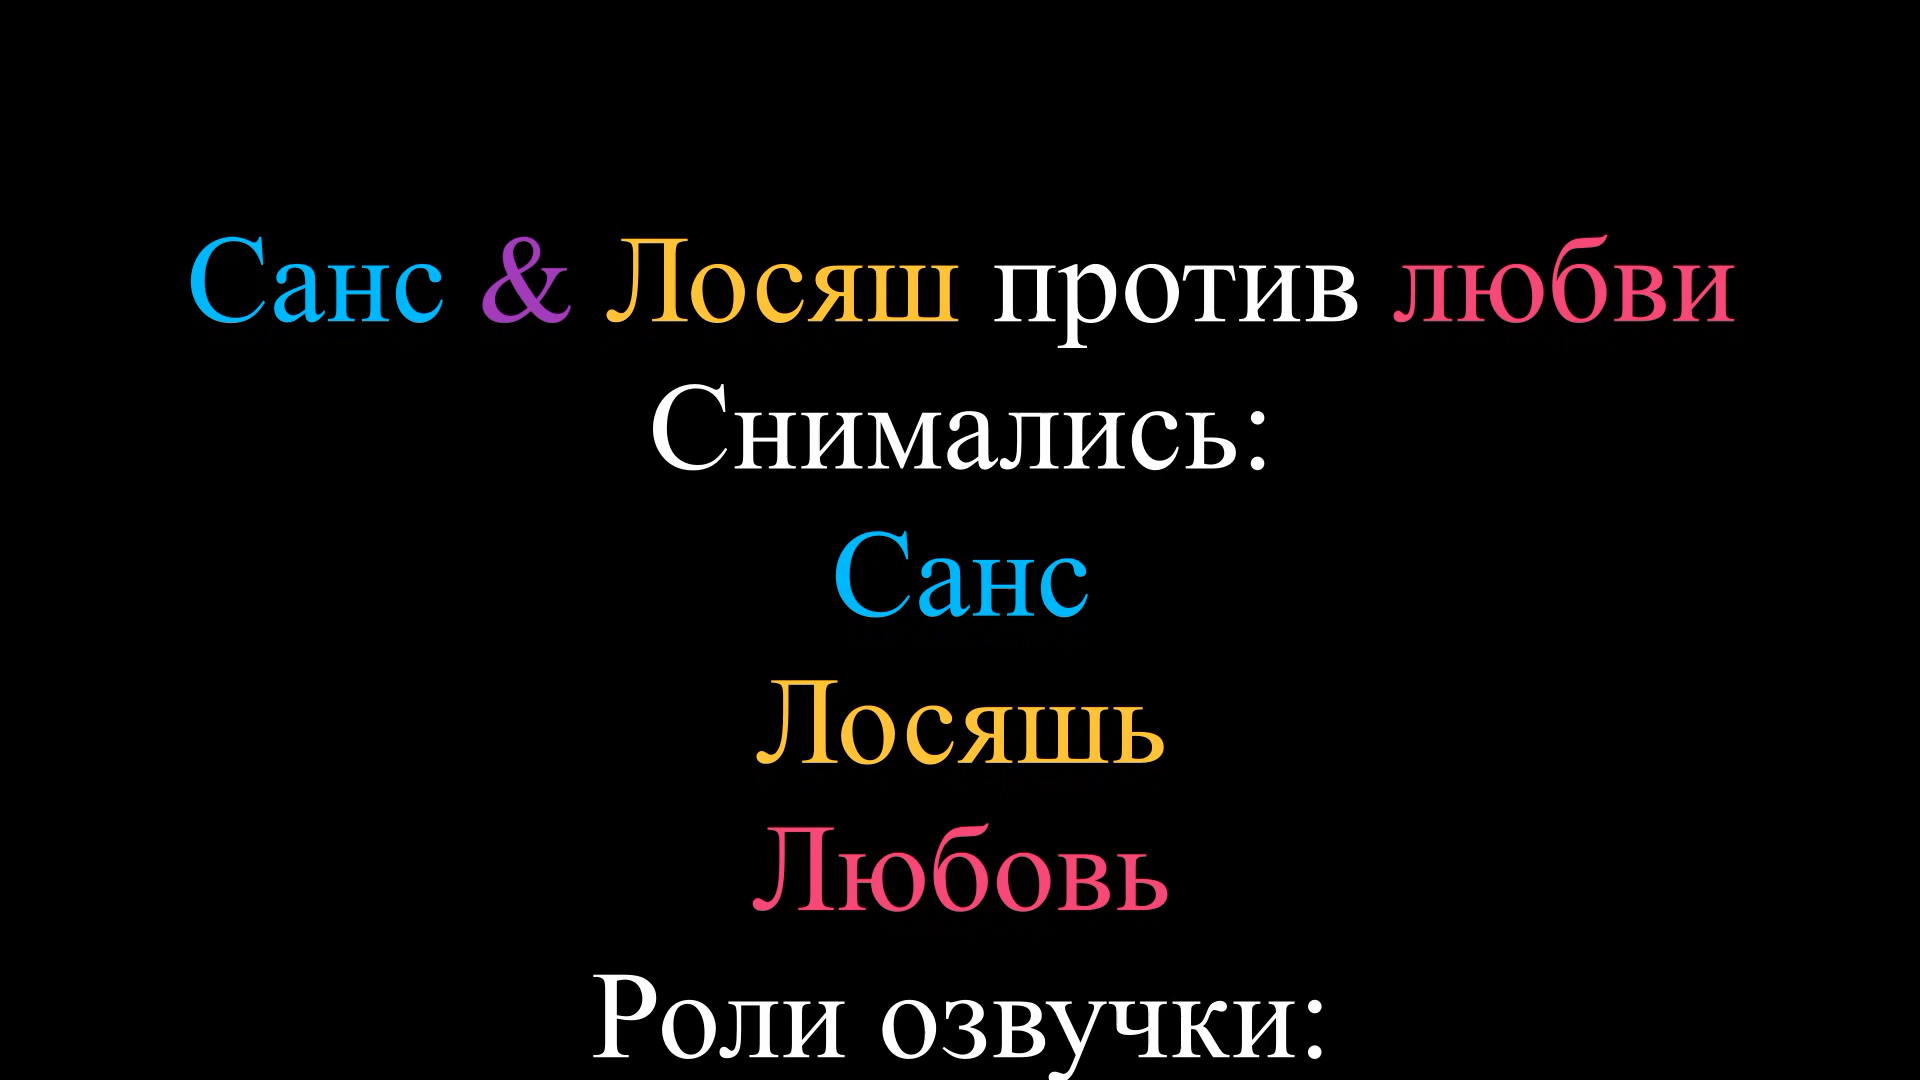 Санс & Лосяш против любви
Снимались:
Санс
Лосяшь
Любовь
Роли озвучки: